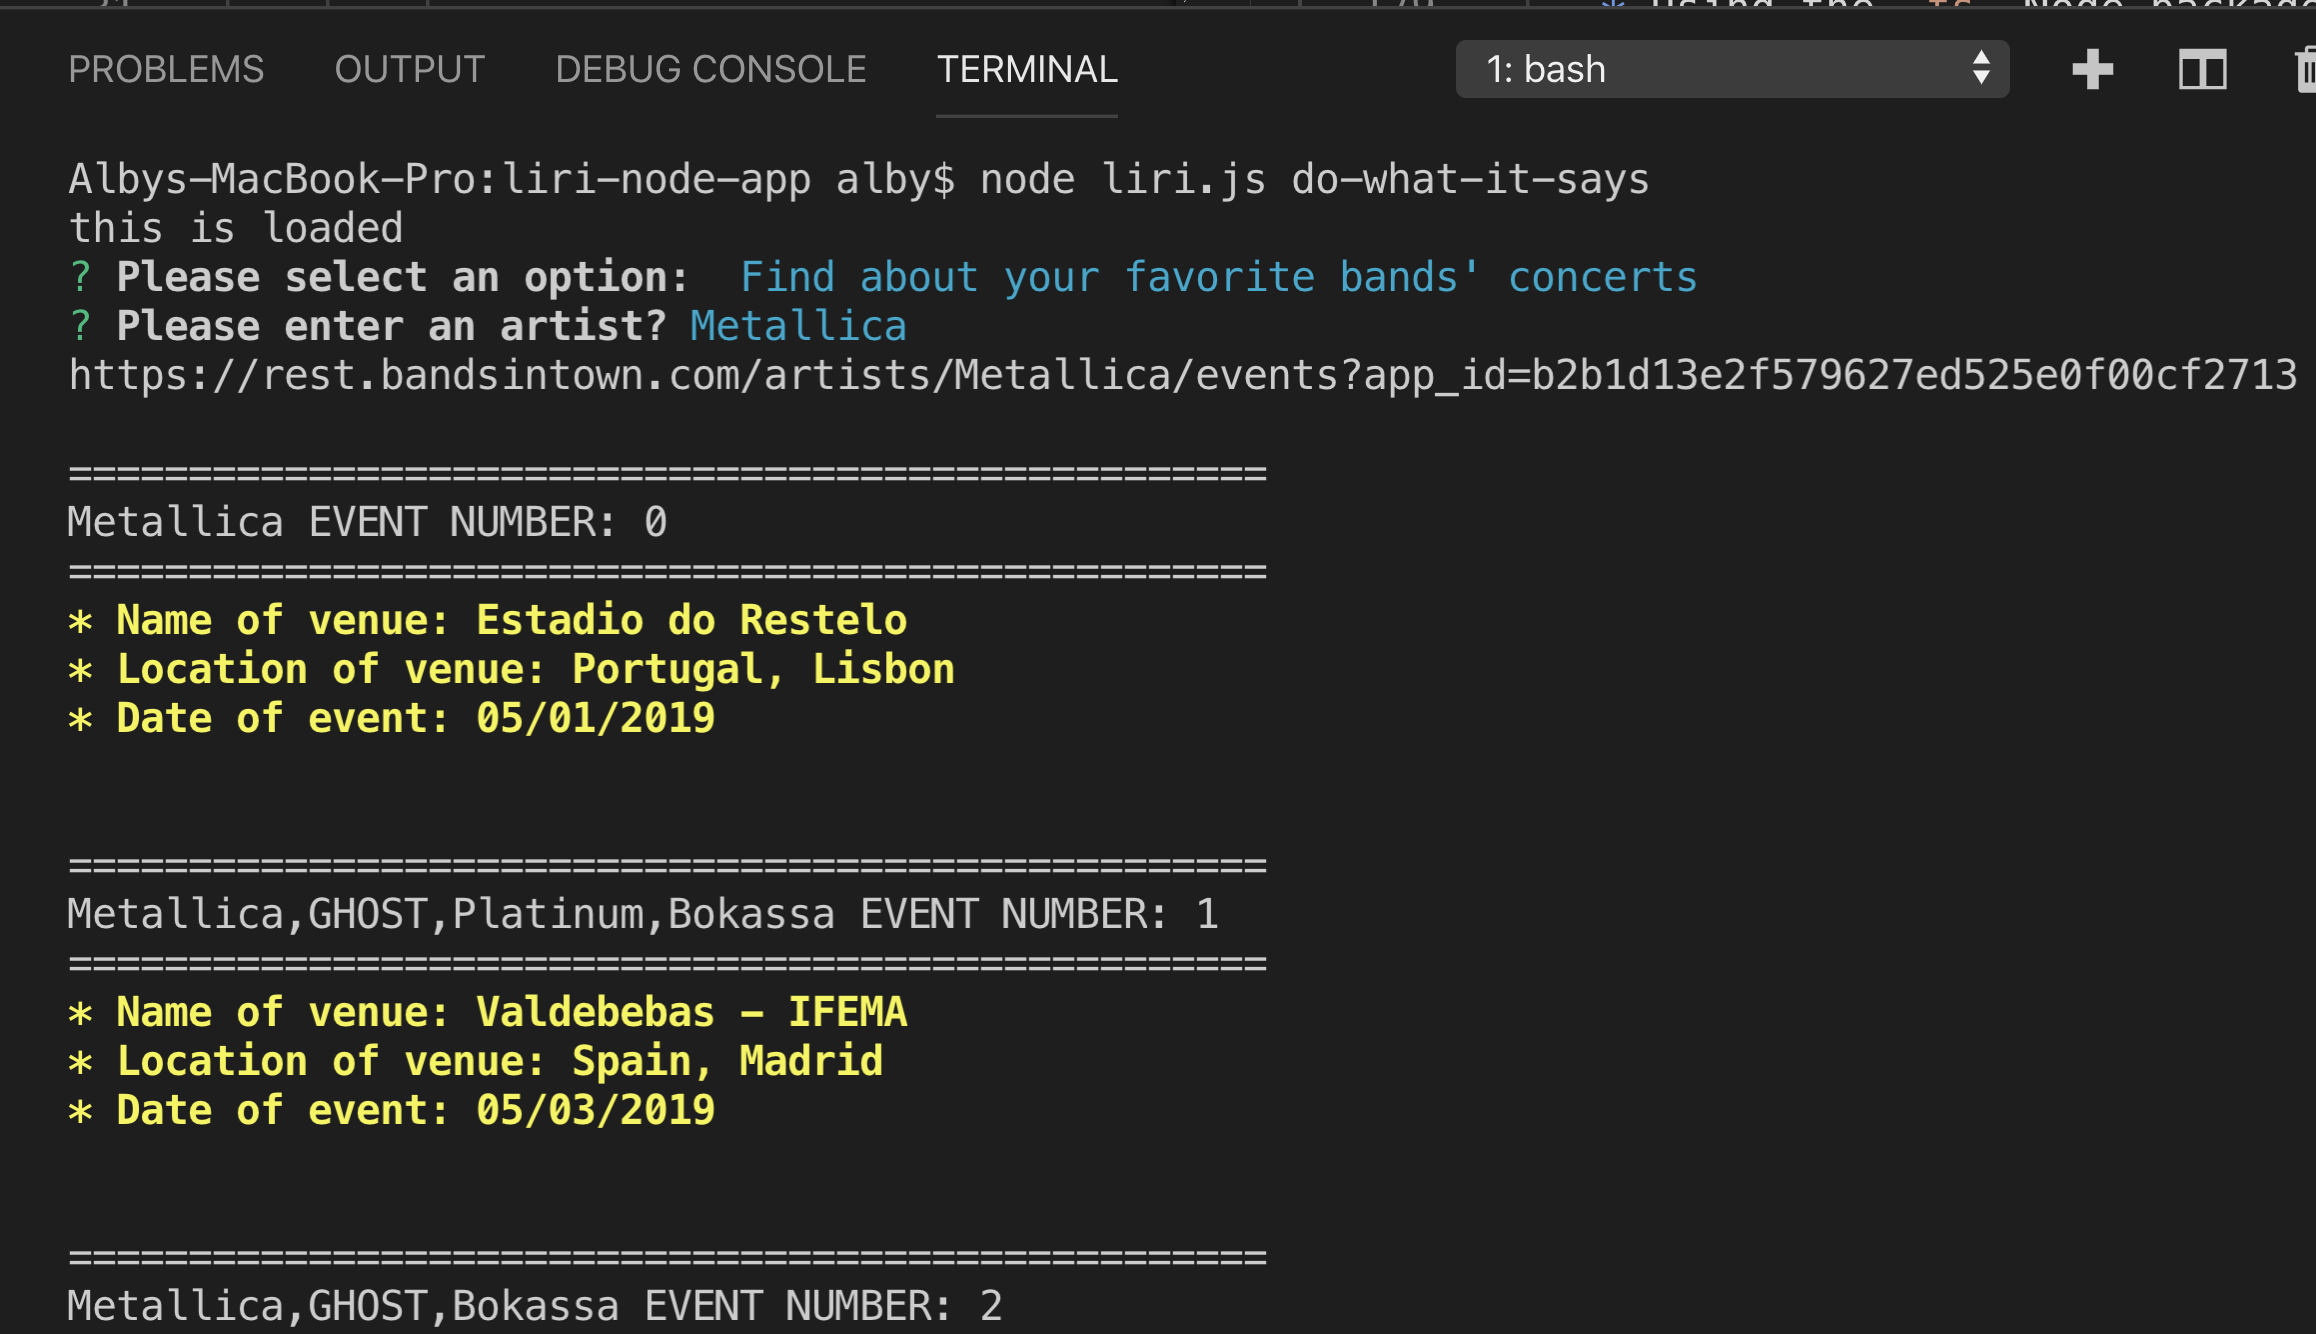 PROBLEMS OUTPUT DEBUG CONSOLE TERMINAL 1: bash
Albys-MacBook-Pro:liri-node-app alby$ node liri.js do-what-it-says
this is loaded
? Please select an option:  Find about your favorite bands' concerts
? Please enter an artist? Metallica
https://rest.bandsintown.com/artists/Metallica/events?app_id=b2b1d13e2f579627ed525e0f00cf2713
==================================================
Metallica EVENT NUMBER: 0
==================================================
* Name of venue: Estadio do Restelo
* Location of venue: Portugal, Lisbon
* Date of event: 05/01/2019
==================================================
Metallica,GHOST,Platinum,Bokassa EVENT NUMBER: 1
==================================================
* Name of venue: Valdebebas - IFEMA
* Location of venue: Spain, Madrid
* Date of event: 05/03/2019
==================================================
Metallica,GHOST,Bokassa EVENT NUMBER: 2